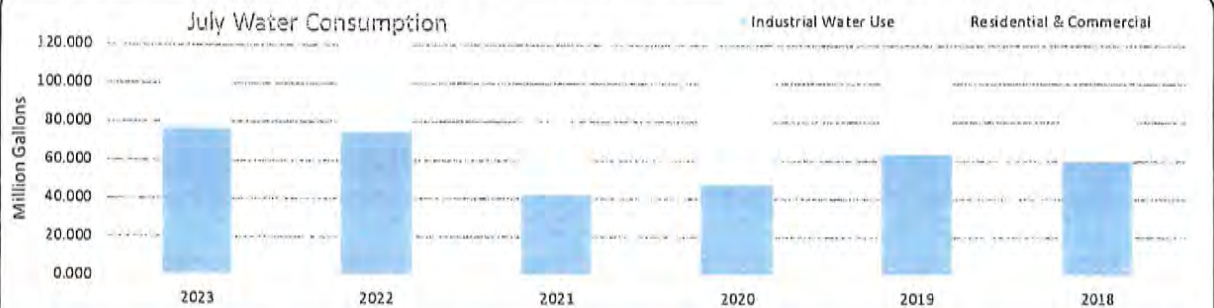 July Water Consumption
Industrial Water Use
Residential & Commercial
Million Gallons
120.000
100.000
80.000
60.000
40.000
20.000
0.000
2023 2022 2021 2020 2019 2018